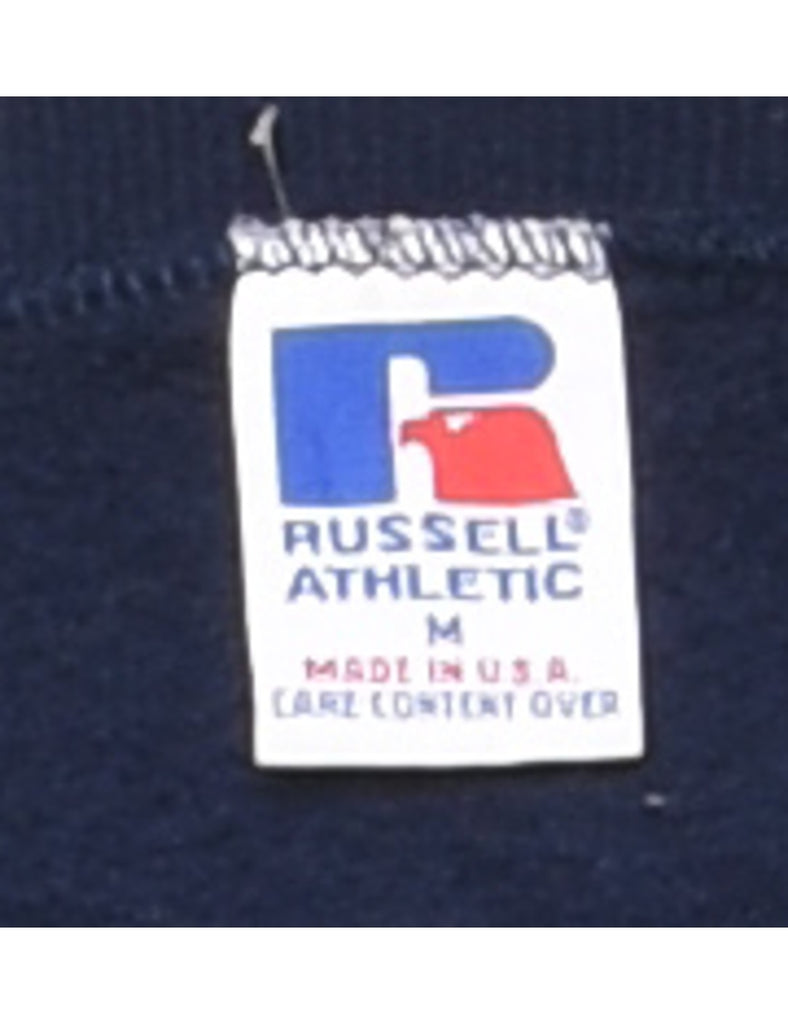 RUSSELL®
ATHLETIC
M
MADE IN U.S.A.
CARE CONTENT OVER